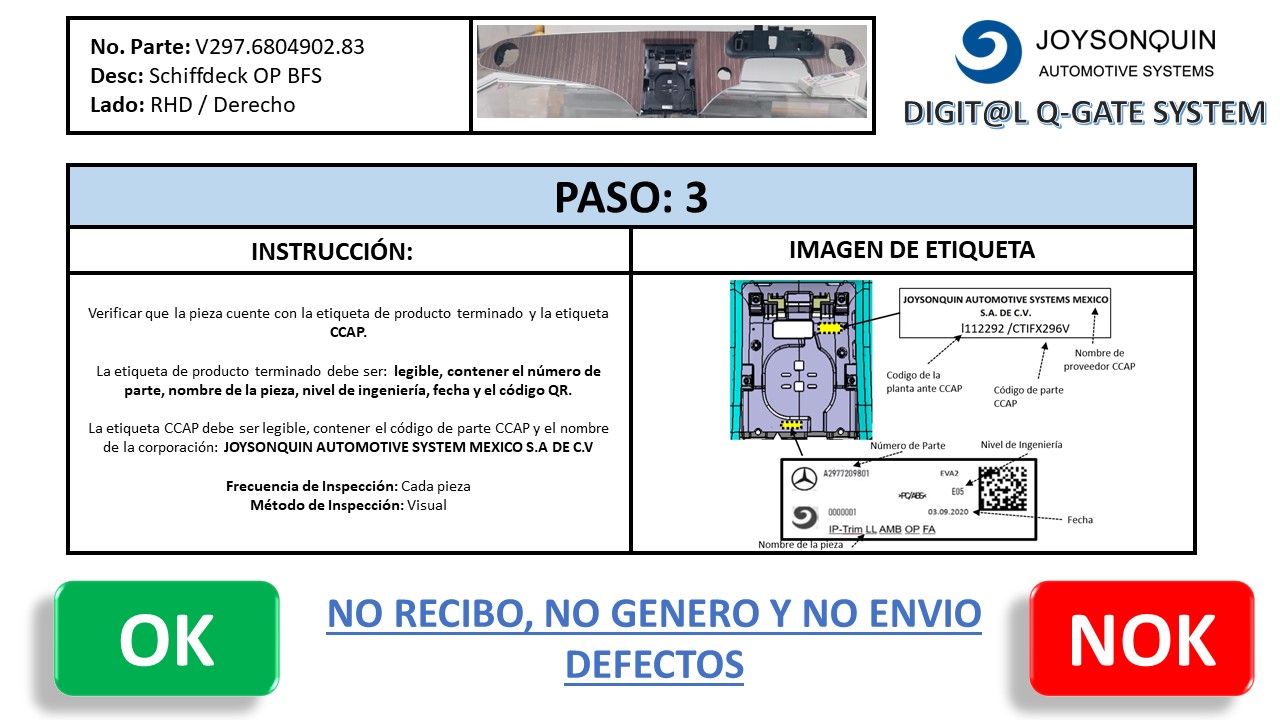 No. Parte: V297.6804902.83
Desc: Schiffdeck OP BFS
Lado: RHD / Derecho
JOYSONQUIN
AUTOMOTIVE SYSTEMS
DIGIT@L Q-GATE SYSTEM
PASO: 3
INSTRUCCIÓN:
IMAGEN DE ETIQUETA
Verificar que la pieza cuente con la etiqueta de producto terminado y la etiqueta
CCAP.
La etiqueta de producto terminado debe ser: legible, contener el número de
parte, nombre de la pieza, nivel de ingeniería, fecha y el código QR.
La etiqueta CCAP debe ser legible, contener el código de parte CCAP y el nombre
de la corporación: JOYSONQUIN AUTOMOTIVE SYSTEM MEXICO S.A DE C.V
Frecuencia de Inspección: Cada pieza
Método de Inspección: Visual
JOYSONQUIN AUTOMOTIVE SYSTEMS MEXICO
S.A. DE C.V.
l112292 /CTIFX296V
Nombre de
proveedor CCAP
Codigo de la
planta ante CCAP
Código de parte
CCAP
Número de Parte
Nivel de Ingeniería
A2977209801
EVA2
E05
>PC/ABS<
0000001
03.09.2020
IP-Trim LL AMB OP FA
Fecha
Nombre de la pieza
OK
NO RECIBO, NO GENERO Y NO ENVIO
DEFECTOS
NOK